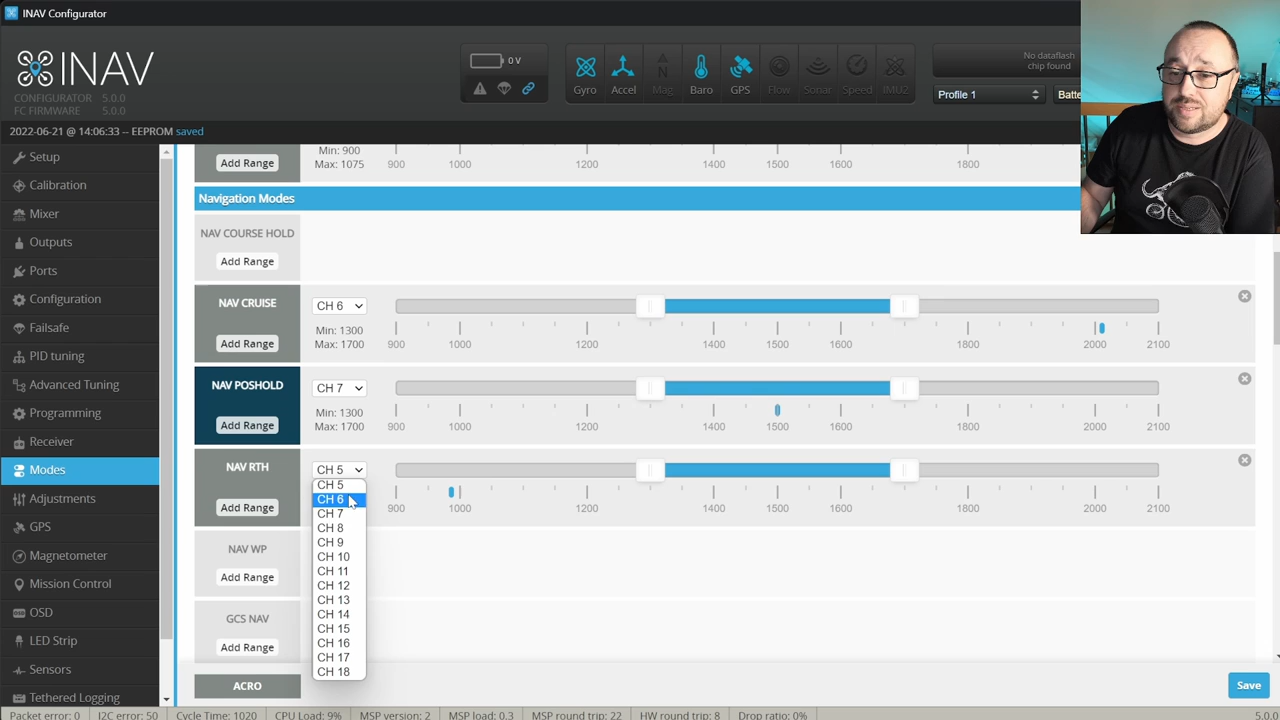 INAV Configurator
INAV
CONFIGURATOR 5.0.0
FC FIRMWARE 5.0.0
0 V
Gyro Accel Mag Baro GPS Flow Sonar Speed IMU2
No dataflash
chip found
Profile 1
Batte
2022-06-21 @ 14:06:33 -- EEPROM saved
Setup
Calibration
Mixer
Outputs
Ports
Configuration
Failsafe
PID tuning
Advanced Tuning
Programming
Receiver
Modes
Adjustments
GPS
Magnetometer
Mission Control
OSD
LED Strip
Sensors
Tethered Logging
Add Range
Min: 900
Max: 1075
900 1000 1200 1400 1500 1600 1800
Navigation Modes
NAV COURSE HOLD
Add Range
NAV CRUISE
Add Range
CH 6
Min: 1300
Max: 1700
900 1000 1200 1400 1500 1600 1800 2000 2100
NAV POSHOLD
Add Range
CH 7
Min: 1300
Max: 1700
900 1000 1200 1400 1500 1600 1800 2000 2100
NAV RTH
Add Range
CH 5
CH 5
CH 6
CH 7
CH 8
CH 9
CH 10
CH 11
CH 12
CH 13
CH 14
CH 15
CH 16
CH 17
CH 18
900 1000 1200 1400 1500 1600 1800 2000 2100
NAV WP
Add Range
GCS NAV
Add Range
ACRO
Save
Packet error: 0 I2C error: 50 Cycle Time: 1020 CPU Load: 9% MSP version: 2 MSP load: 0.3 MSP round trip: 22 HW round trip: 8 Drop ratio: 0% 5.0.0